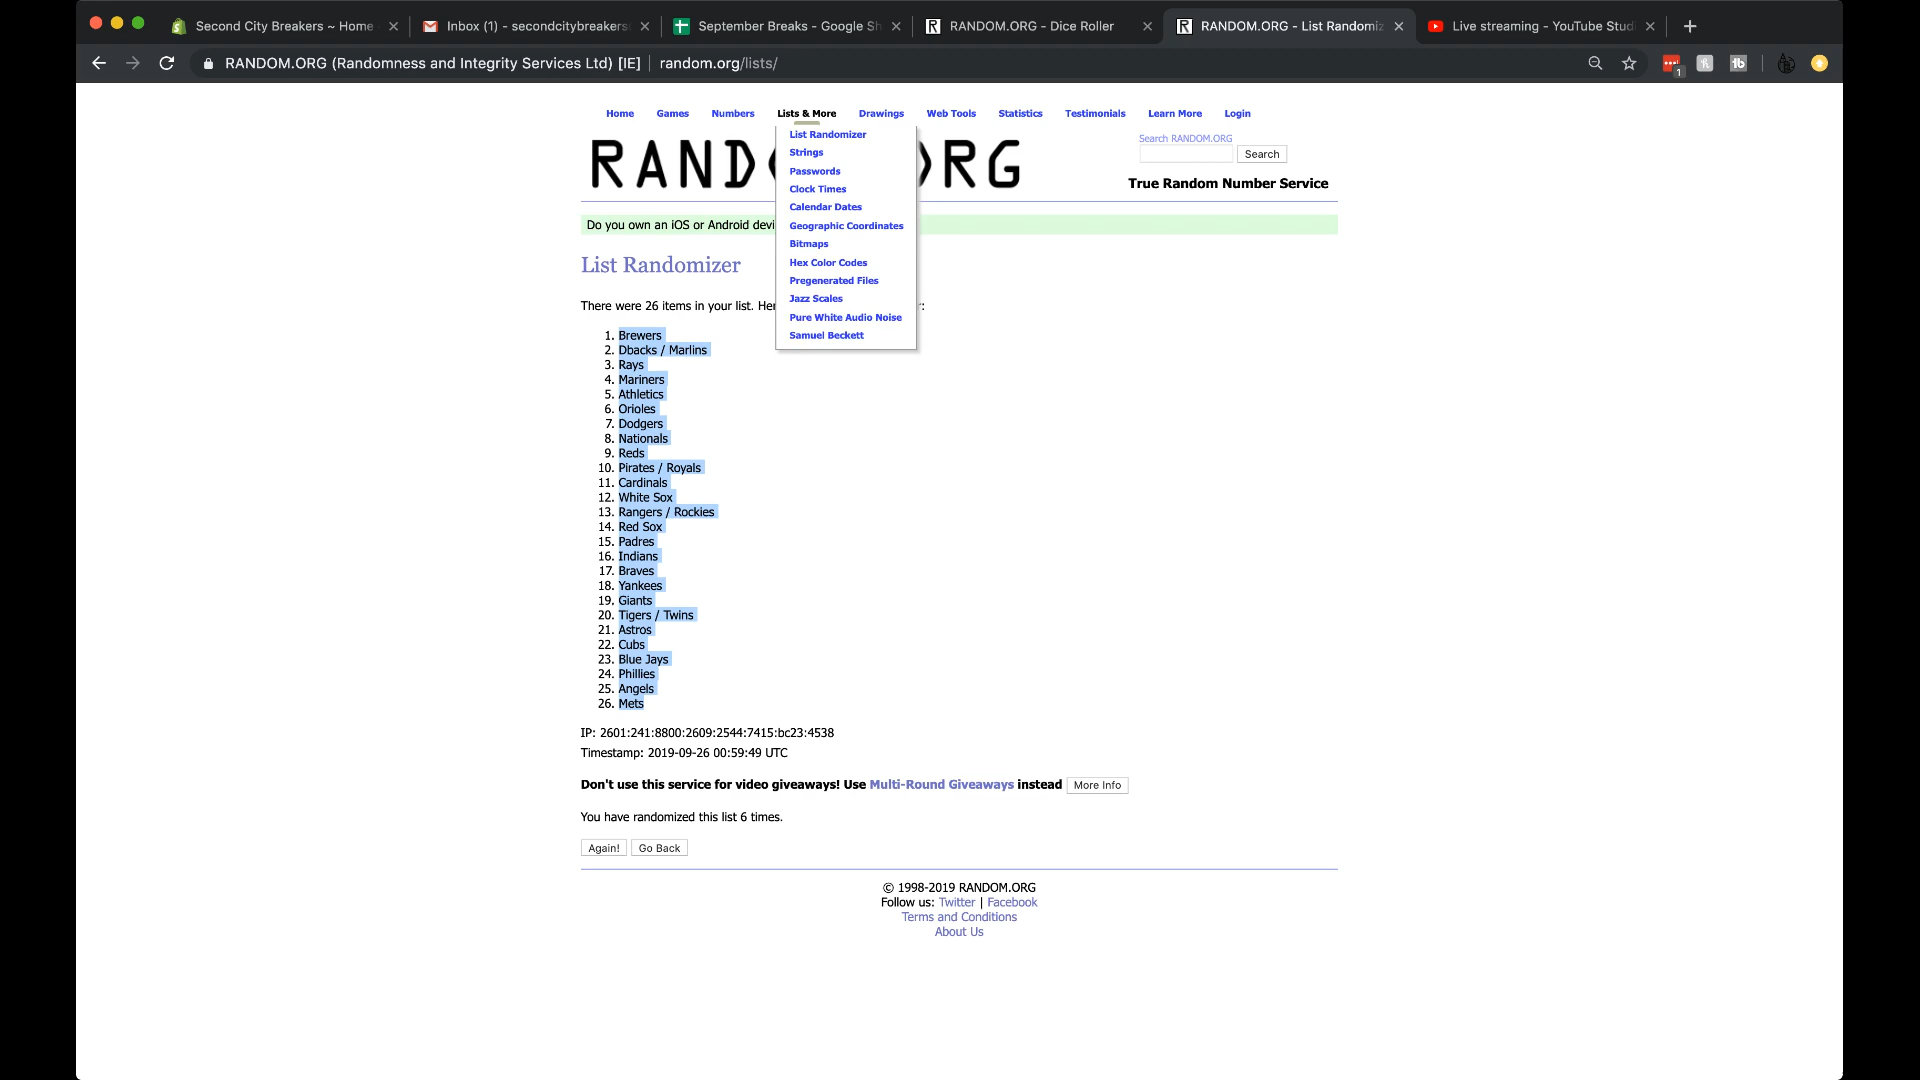 Second City Breakers ~ Home
Inbox (1) - secondcitybreakers
September Breaks - Google Sh
RANDOM.ORG - Dice Roller
RANDOM.ORG - List Randomiz
Live streaming - YouTube Studi
RANDOM.ORG (Randomness and Integrity Services Ltd) [IE] random.org/lists/
1
Home Games Numbers Lists & More Drawings Web Tools Statistics Testimonials Learn More Login
List Randomizer
Strings
Passwords
Clock Times
Calendar Dates
Geographic Coordinates
Bitmaps
Hex Color Codes
Pregenerated Files
Jazz Scales
Pure White Audio Noise
Samuel Beckett
Search RANDOM.ORG
Search
True Random Number Service
Do you own an iOS or Android devi
List Randomizer
There were 26 items in your list. Her
1. Brewers
2. Dbacks / Marlins
3. Rays
4. Mariners
5. Athletics
6. Orioles
7. Dodgers
8. Nationals
9. Reds
10. Pirates / Royals
11. Cardinals
12. White Sox
13. Rangers / Rockies
14. Red Sox
15. Padres
16. Indians
17. Braves
18. Yankees
19. Giants
20. Tigers / Twins
21. Astros
22. Cubs
23. Blue Jays
24. Phillies
25. Angels
26. Mets
IP: 2601:241:8800:2609:2544:7415:bc23:4538
Timestamp: 2019-09-26 00:59:49 UTC
Don't use this service for video giveaways! Use Multi-Round Giveaways instead More Info
You have randomized this list 6 times.
Again! Go Back
© 1998-2019 RANDOM.ORG
Follow us: Twitter | Facebook
Terms and Conditions
About Us